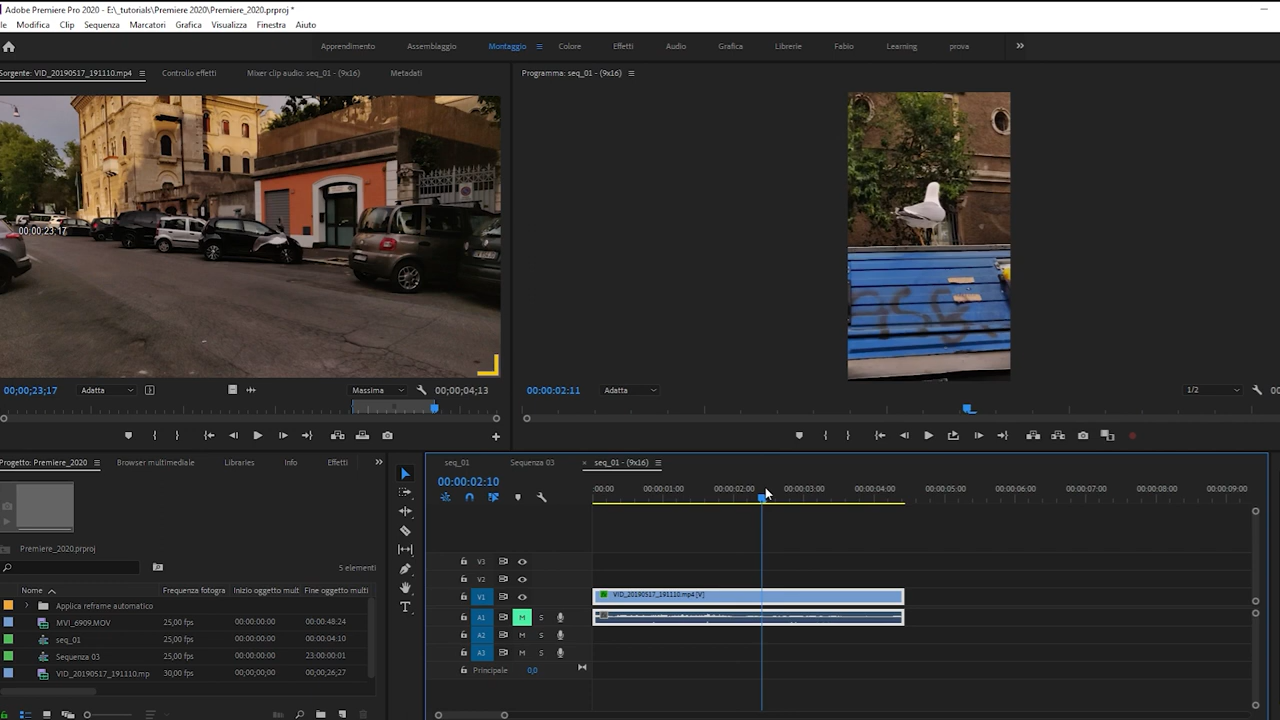 Adobe Premiere Pro 2020 - E:\_tutorials\Premiere 2020\Premiere_2020.prproj *
le Modifica Clip Sequenza Marcatori Grafica Visualizza Finestra Aiuto
Apprendimento Assemblaggio Montaggio Colore Effetti Audio Grafica Librerie Fabio Learning prova
Sorgente: VID_20190517_191110.mp4 Controllo effetti Mixer clip audio: seq_01 - (9x16) Metadati
Programma: seq_01 - (9x16)
00:00:23:17
00;00;23;17 Adatta Massima 00;00;04;13
00:00:02:11 Adatta 1/2 00
Progetto: Premiere_2020 Browser multimediale Libraries Info Effetti
Premiere_2020.prproj
5 elementi
Nome Frequenza fotogra Inizio oggetto mult Fine oggetto mult
Applica reframe automatico
MVI_6909.MOV 25,00 fps 00:00:00:00 00:00:48:24
seq_01 25,00 fps 00:00:00:00 00:00:04:10
Sequenza 03 25,00 fps 00:00:00:00 23:00:00:01
VID_20190517_191110.mp 30,00 fps 00;00;00;00 00;00;26;27
seq_01 Sequenza 03 × seq_01 - (9x16)
00:00:02:10
:00:00 00:00:01:00 00:00:02:00 00:00:03:00 00:00:04:00 00:00:05:00 00:00:06:00 00:00:07:00 00:00:08:00 00:00:09:00
V3
V2
V1 VID_20190517_191110.mp4 [V]
A1 M S
A2 M S
A3 M S
Principale 0,0